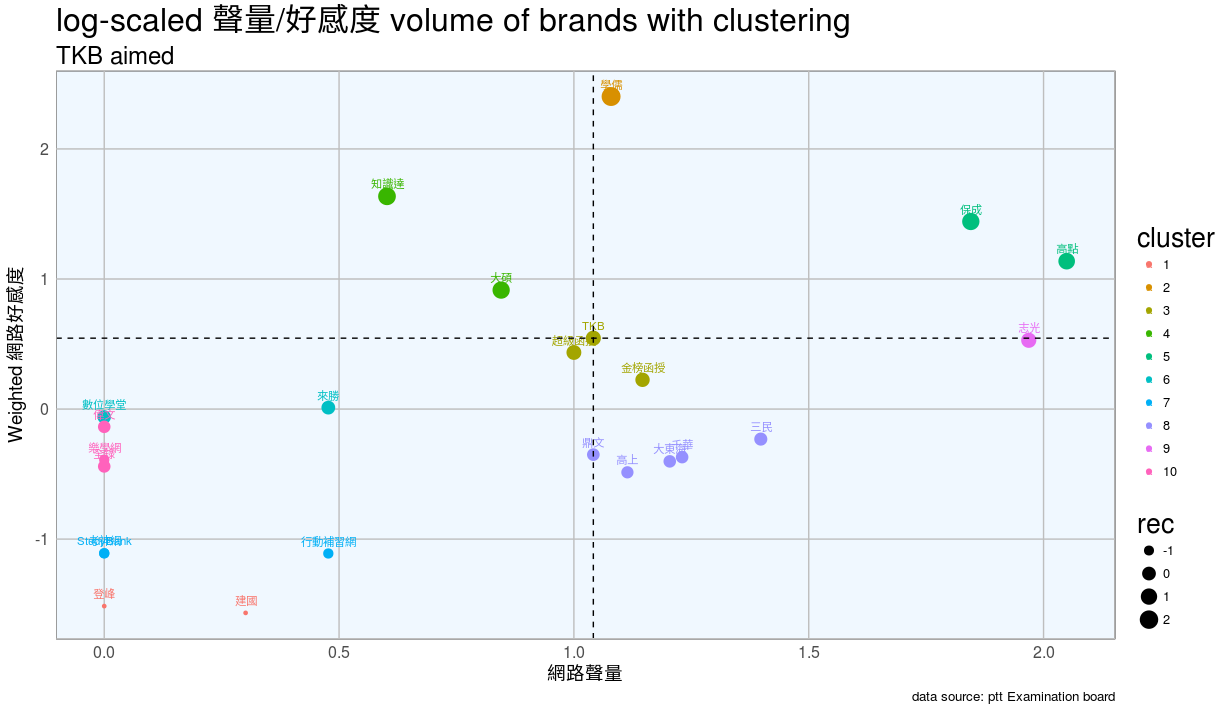 log-scaled 聲量/好感度 volume of brands with clustering
TKB aimed
學儒
知識達
保成
高點
大碩
TKB
志光
金榜函授
來勝
數位學堂
三民
鼎文
千華
高上
樂學網
行動補習網
登峰
建國
Weighted 網路好感度
2
1
0
-1
0.0
0.5
1.0
1.5
2.0
網路聲量
cluster
1
2
3
4
5
6
7
8
9
10
rec
-1
0
1
2
data source: ptt Examination board